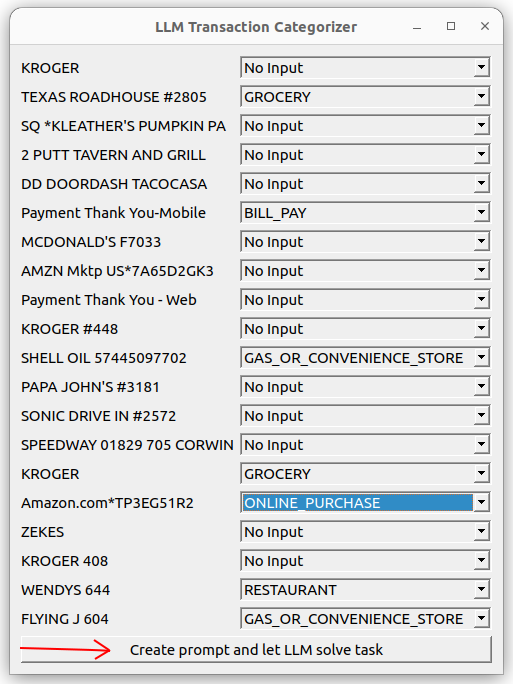 LLM Transaction Categorizer
KROGER No Input
TEXAS ROADHOUSE #2805 GROCERY
SQ *KLEATHER'S PUMPKIN PA No Input
2 PUTT TAVERN AND GRILL No Input
DD DOORDASH TACOCASA No Input
Payment Thank You-Mobile BILL_PAY
MCDONALD'S F7033 No Input
AMZN Mktp US*7A65D2GK3 No Input
Payment Thank You - Web No Input
KROGER #448 No Input
SHELL OIL 57445097702 GAS_OR_CONVENIENCE_STORE
PAPA JOHN'S #3181 No Input
SONIC DRIVE IN #2572 No Input
SPEEDWAY 01829 705 CORWIN No Input
KROGER GROCERY
Amazon.com*TP3EG51R2 ONLINE_PURCHASE
ZEKES No Input
KROGER 408 No Input
WENDYS 644 RESTAURANT
FLYING J 604 GAS_OR_CONVENIENCE_STORE
Create prompt and let LLM solve task